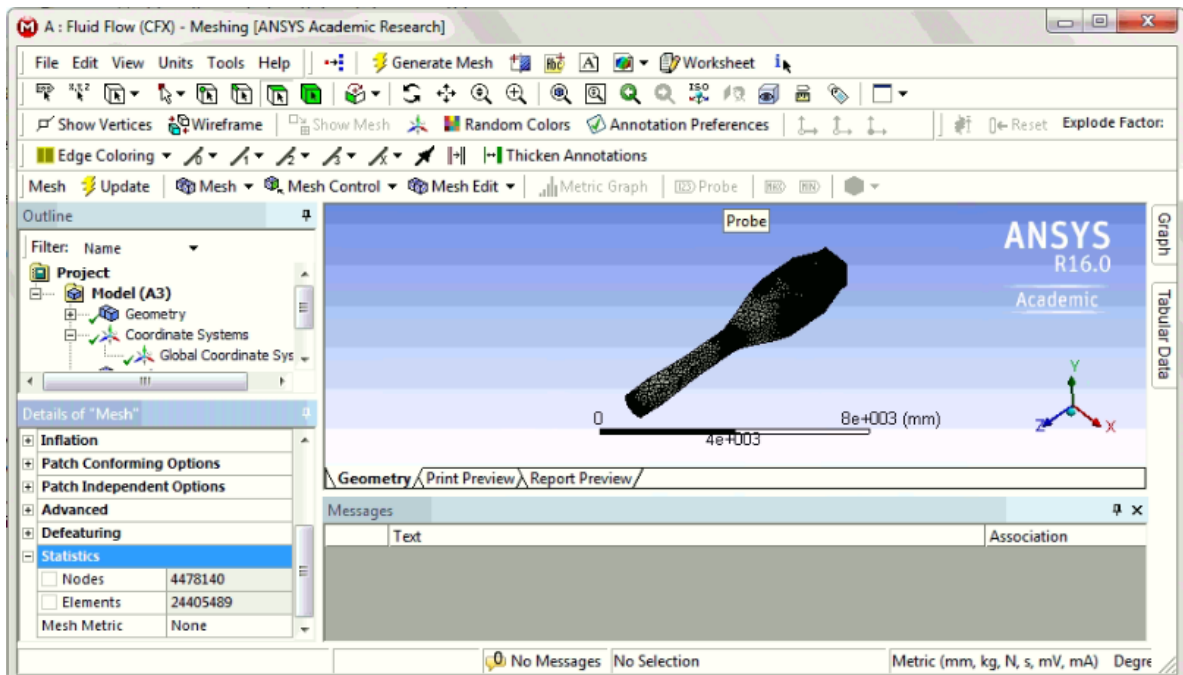 A : Fluid Flow (CFX) - Meshing [ANSYS Academic Research]
File Edit View Units Tools Help Generate Mesh A Worksheet
ISO
Show Vertices Wireframe Show Mesh Random Colors Annotation Preferences Reset Explode Factor:
Edge Coloring Thicken Annotations
Mesh Update Mesh Mesh Control Mesh Edit Metric Graph Probe MAX MIN
Outline
Filter: Name
Project
Model (A3)
Geometry
Coordinate Systems
Global Coordinate Sys
Details of "Mesh"
Inflation
Patch Conforming Options
Patch Independent Options
Advanced
Defeaturing
Statistics
Nodes 4478140
Elements 24405489
Mesh Metric None
Probe
ANSYS
R16.0
Academic
0 8e+003 (mm)
4e+003
Y
Z X
Geometry Print Preview Report Preview
Messages
Text Association
Graph
Tabular Data
0 No Messages No Selection Metric (mm, kg, N, s, mV, mA) Degre